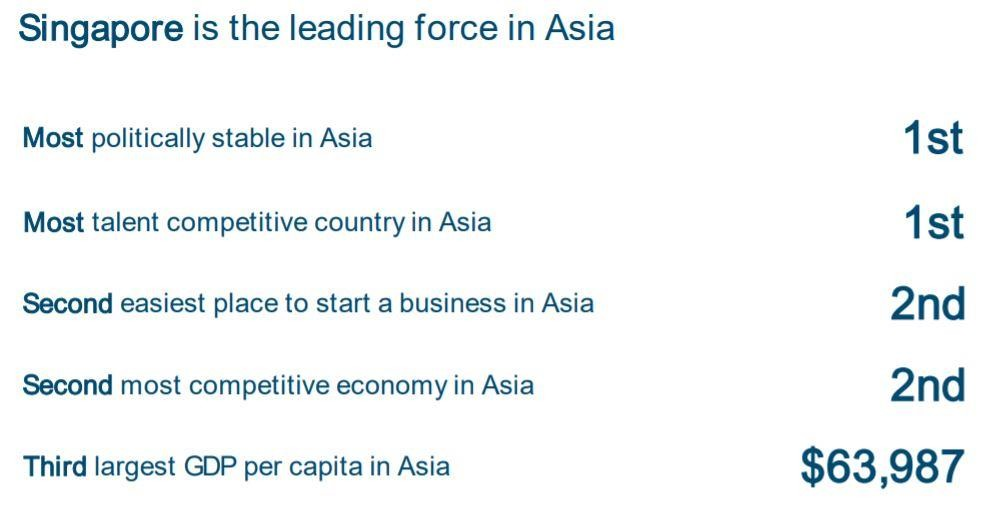 Singapore is the leading force in Asia
Most politically stable in Asia 1st
Most talent competitive country in Asia 1st
Second easiest place to start a business in Asia 2nd
Second most competitive economy in Asia 2nd
Third largest GDP per capita in Asia $63,987